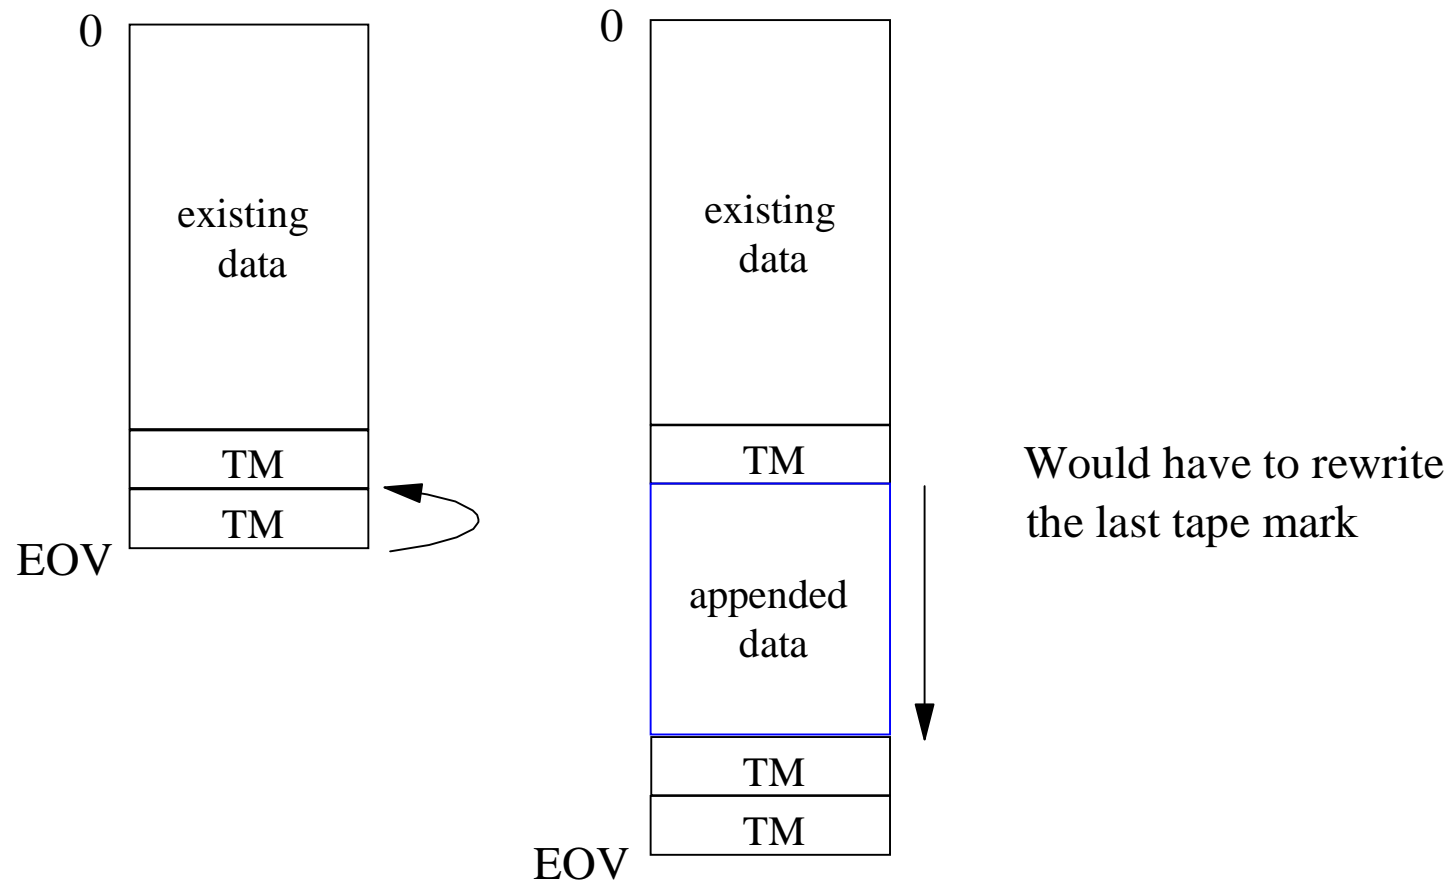 0
existing
data
TM
TM
EOV
0
existing
data
TM
appended
data
TM
TM
EOV
Would have to rewrite
the last tape mark